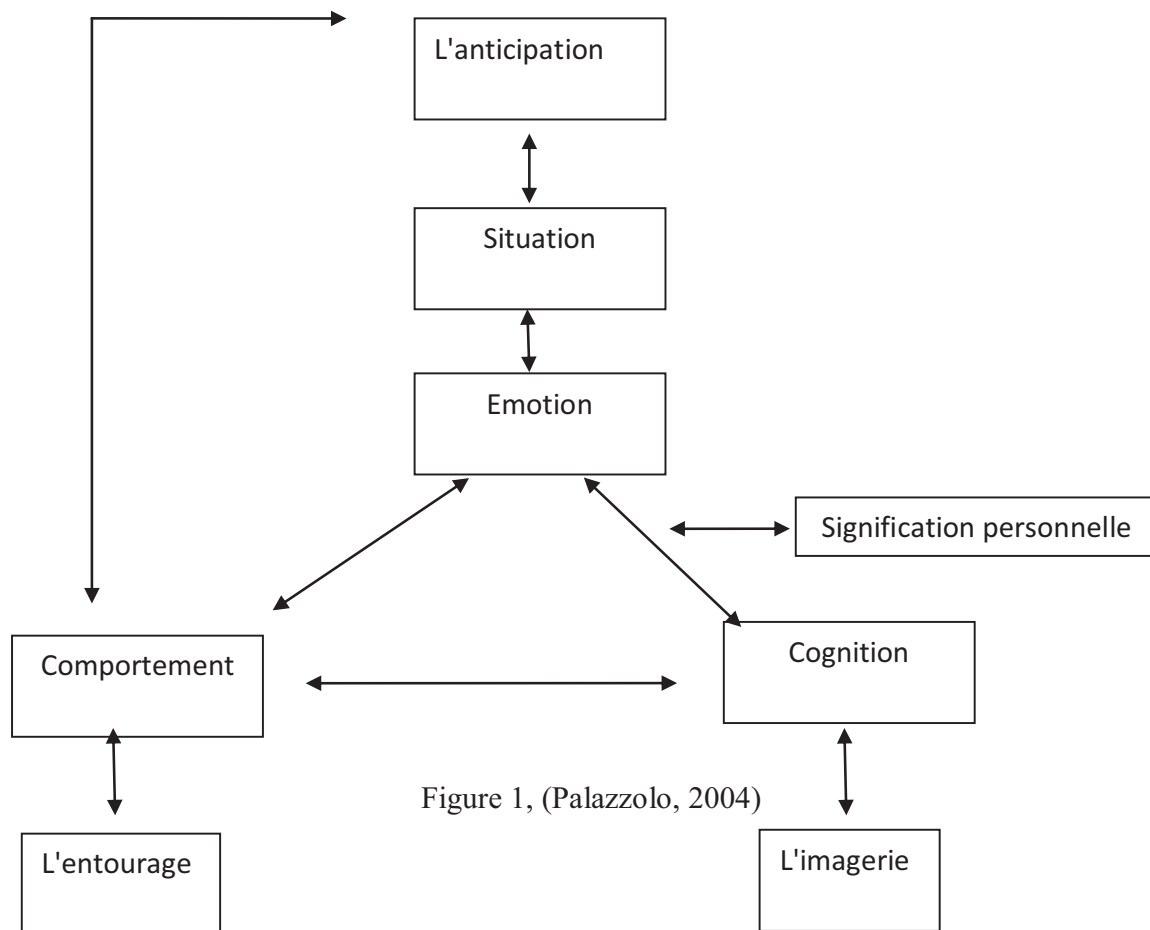 L'anticipation
Situation
Emotion
Signification personnelle
Comportement
Cognition
Figure 1, (Palazzolo, 2004)
L'entourage
L'imagerie